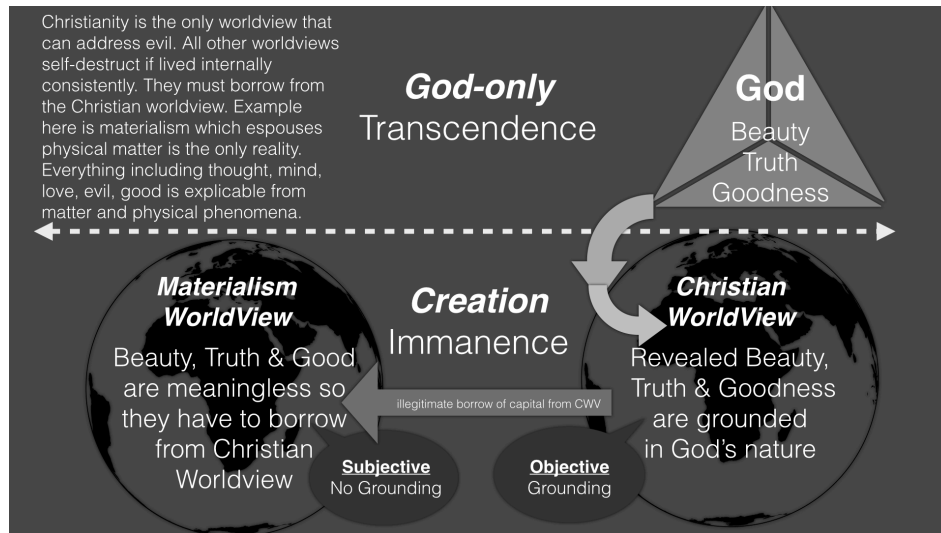 Christianity is the only worldview that
can address evil. All other worldviews
self-destruct if lived internally
consistently. They must borrow from
the Christian worldview. Example
here is materialism which espouses
physical matter is the only reality.
Everything including thought, mind,
love, evil, good is explicable from
matter and physical phenomena.
God-only
Transcendence
God
Beauty
Truth
Goodness
Materialism
WorldView
Beauty, Truth & Good
are meaningless so
they have to borrow
from Christian
Worldview
Creation
Immanence
illegitimate borrow of capital from CWV
Christian
WorldView
Revealed Beauty,
Truth & Goodness
are grounded
in God's nature
Subjective
No Grounding
Objective
Grounding